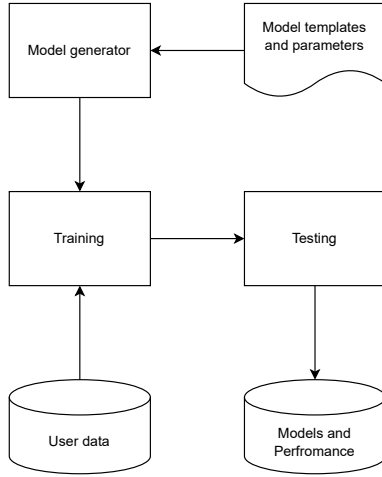 Model generator
Model templates
and parameters
Training
Testing
User data
Models and
Perfromance